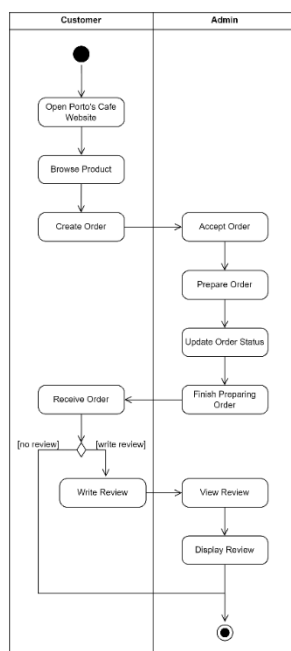 Customer
Admin
Open Porto's Cafe
Website
Browse Product
Create Order
Accept Order
Prepare Order
Update Order Status
Receive Order
Finish Preparing
Order
[no review]
[write review]
Write Review
View Review
Display Review